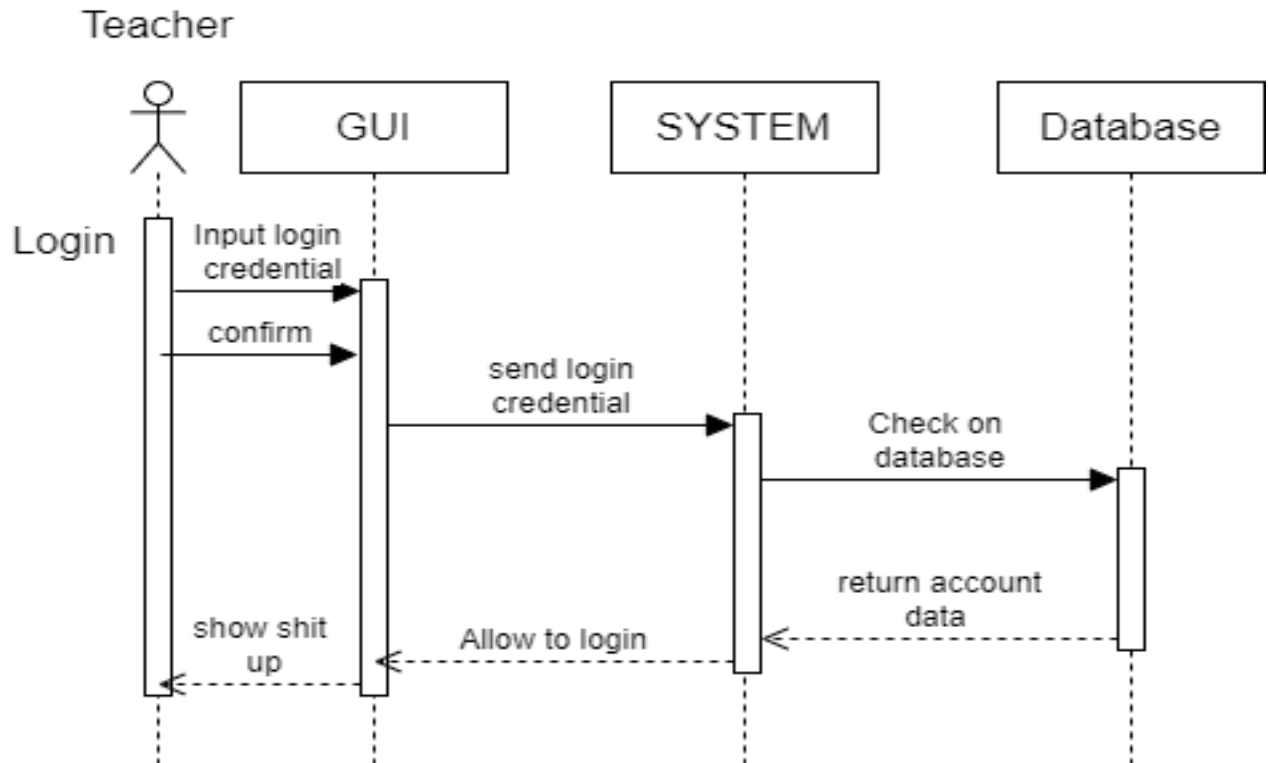 Teacher
GUI
SYSTEM
Database
Login
Input login
credential
confirm
send login
credential
Check on
database
return account
data
Allow to login
show shit
up